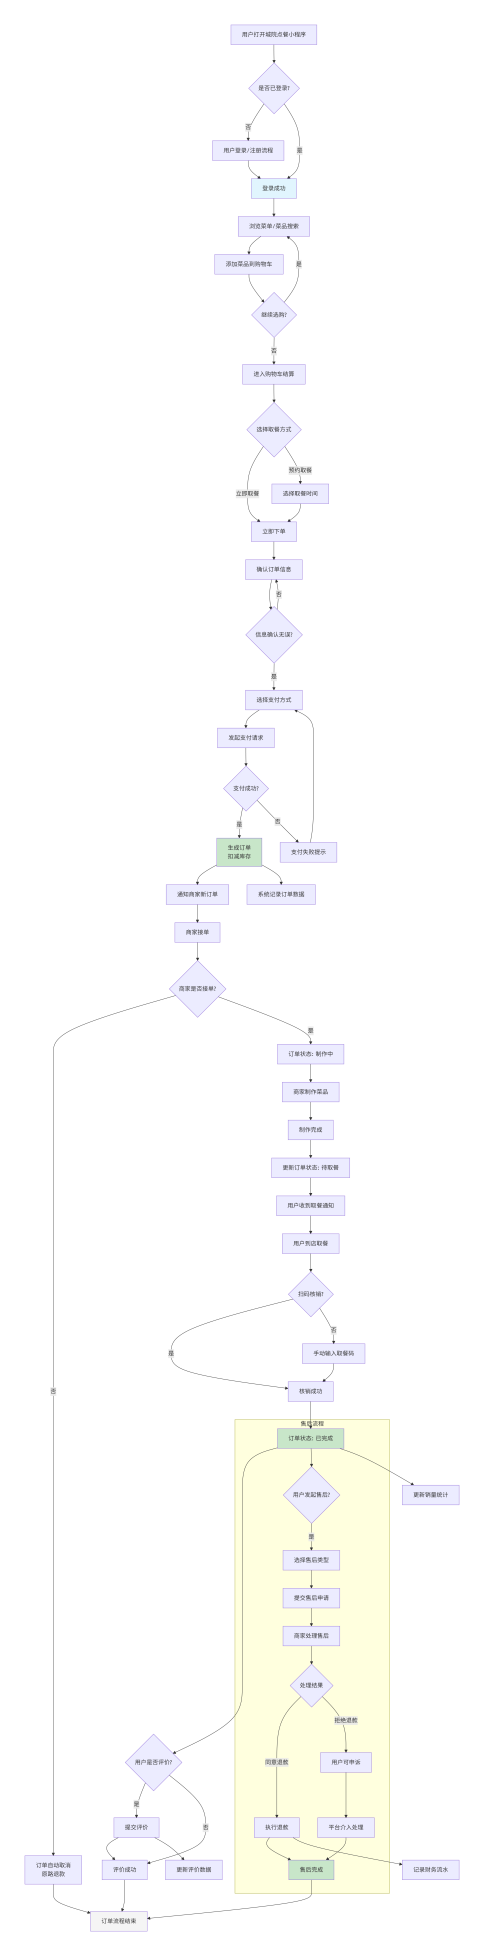 用户打开城院点餐小程序
是否已登录?
否
是
用户登录/注册流程
登录成功
浏览菜单/菜品搜索
添加菜品到购物车
是
继续选购?
否
进入购物车结算
选择取餐方式
预约取餐
立即取餐
选择取餐时间
立即下单
确认订单信息
否
信息确认无误?
是
选择支付方式
发起支付请求
支付成功?
是
否
生成订单
扣减库存
支付失败提示
通知商家新订单
系统记录订单数据
商家接单
商家是否接单?
是
订单状态: 制作中
商家制作菜品
制作完成
更新订单状态: 待取餐
用户收到取餐通知
用户到店取餐
扫码核销?
否
是
手动输入取餐码
否
核销成功
售后流程
订单状态: 已完成
用户发起售后?
更新销量统计
是
选择售后类型
提交售后申请
商家处理售后
处理结果
拒绝退款
用户是否评价?
同意退款
用户可申诉
是
否
提交评价
执行退款
平台介入处理
订单自动取消
原路退款
评价成功
更新评价数据
售后完成
记录财务流水
订单流程结束